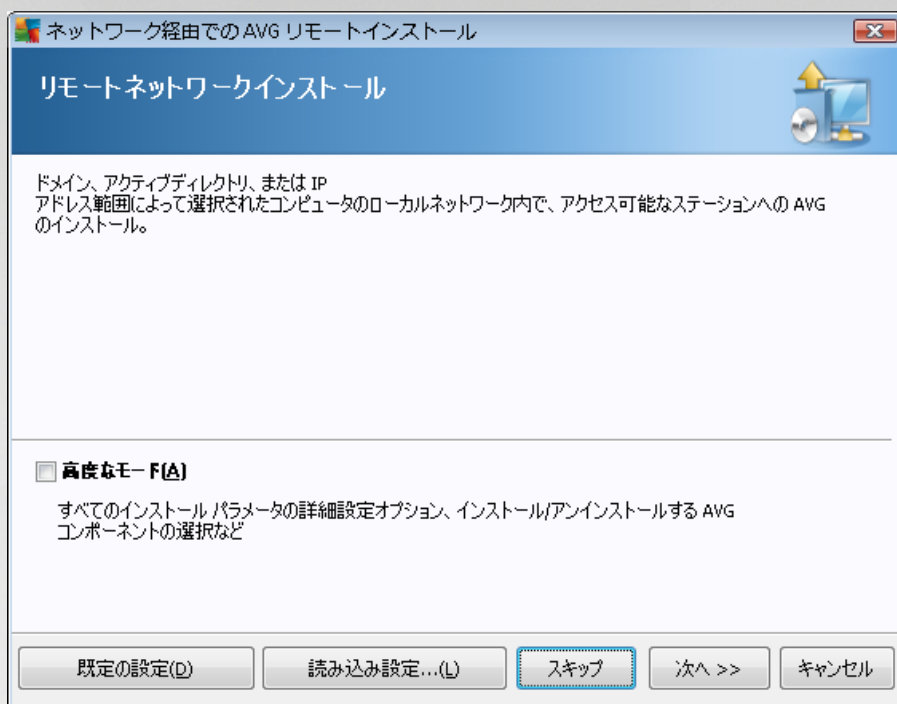 ネットワーク経由での AVG リモートインストール
リモートネットワークインストール
ドメイン、アクティブディレクトリ、または IP
アドレス範囲によって選択されたコンピュータのローカルネットワーク内で、アクセス可能なステーションへの AVG
のインストール。
高度なモード(A)
すべてのインストール パラメータの詳細設定オプション、インストール/アンインストールする AVG
コンポーネントの選択など
既定の設定(D)
読み込み設定...(L)
スキップ
次へ >>
キャンセル